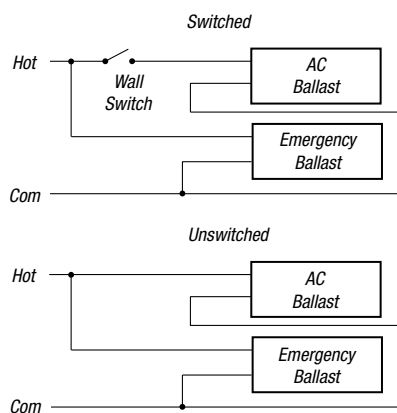 Switched
Hot
Wall
Switch
AC
Ballast
Emergency
Ballast
Com
Unswitched
Hot
AC
Ballast
Emergency
Ballast
Com